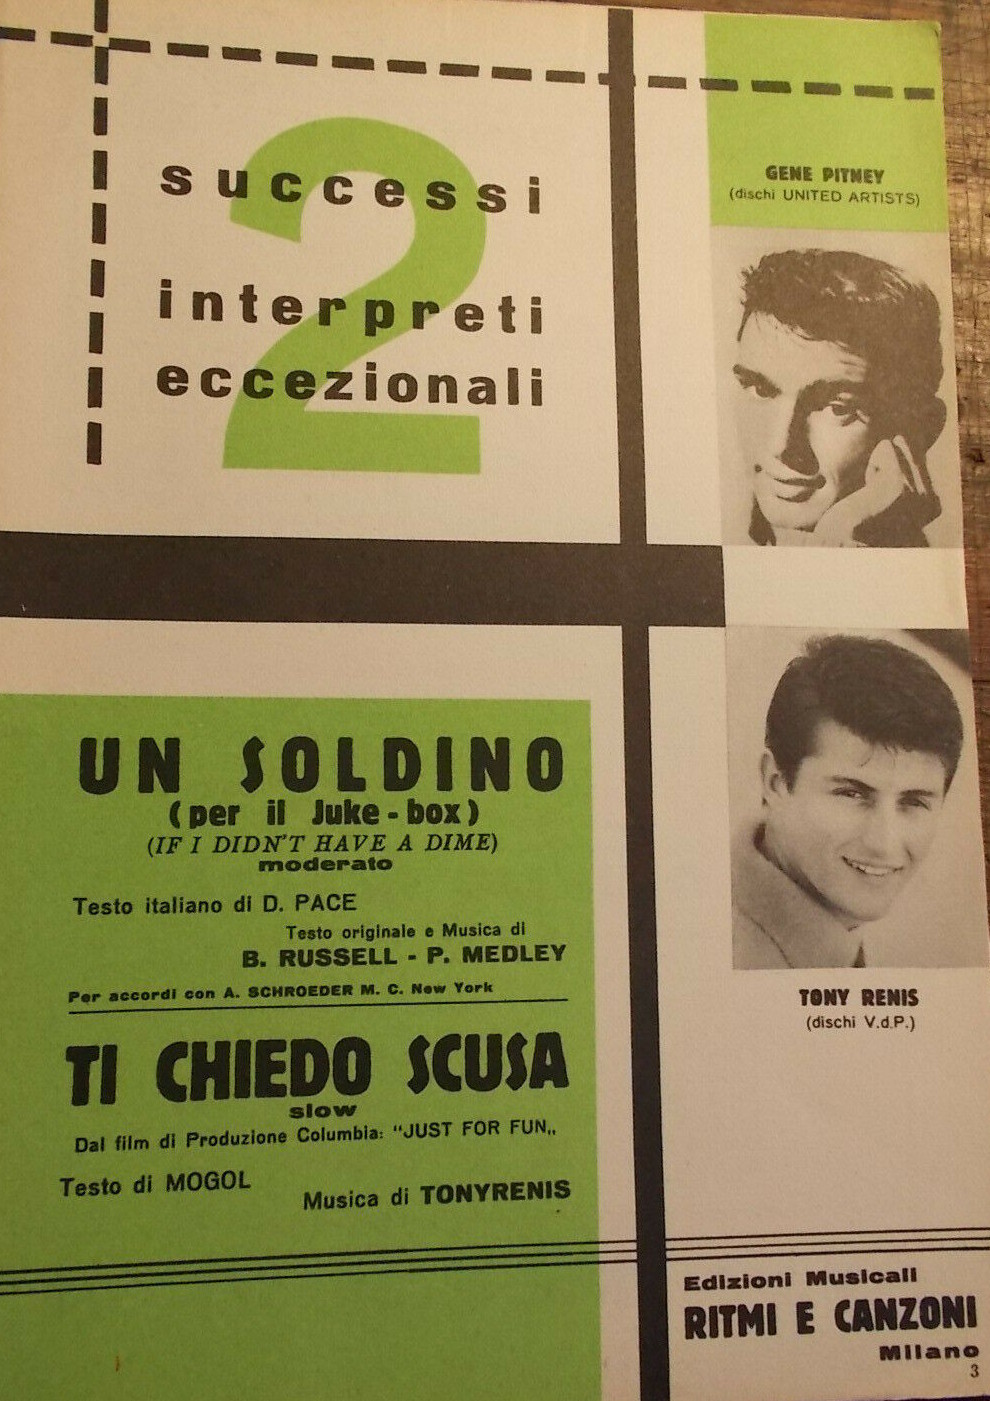 2
successi
interpreti
eccezionali
GENE PITNEY
(dischi UNITED ARTISTS)
UN SOLDINO
(per il Juke-box)
(IF I DIDN'T HAVE A DIME)
moderato
Testo italiano di D. PACE
Testo originale e Musica di
B. RUSSELL - P. MEDLEY
Per accordi con A. SCHROEDER M. C. New York
TI CHIEDO SCUSA
slow
Dal film di Produzione Columbia: “JUST FOR FUN„
Testo di MOGOL
Musica di TONYRENIS
TONY RENIS
(dischi V.d.P.)
Edizioni Musicali
RITMI E CANZONI
Milano
3